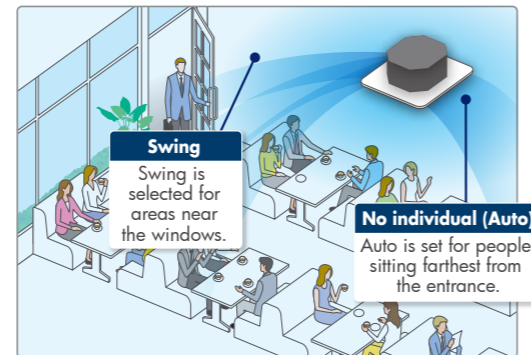 Swing
Swing is
selected for
areas near
the windows.
No individual (Auto)
Auto is set for people
sitting farthest from
the entrance.